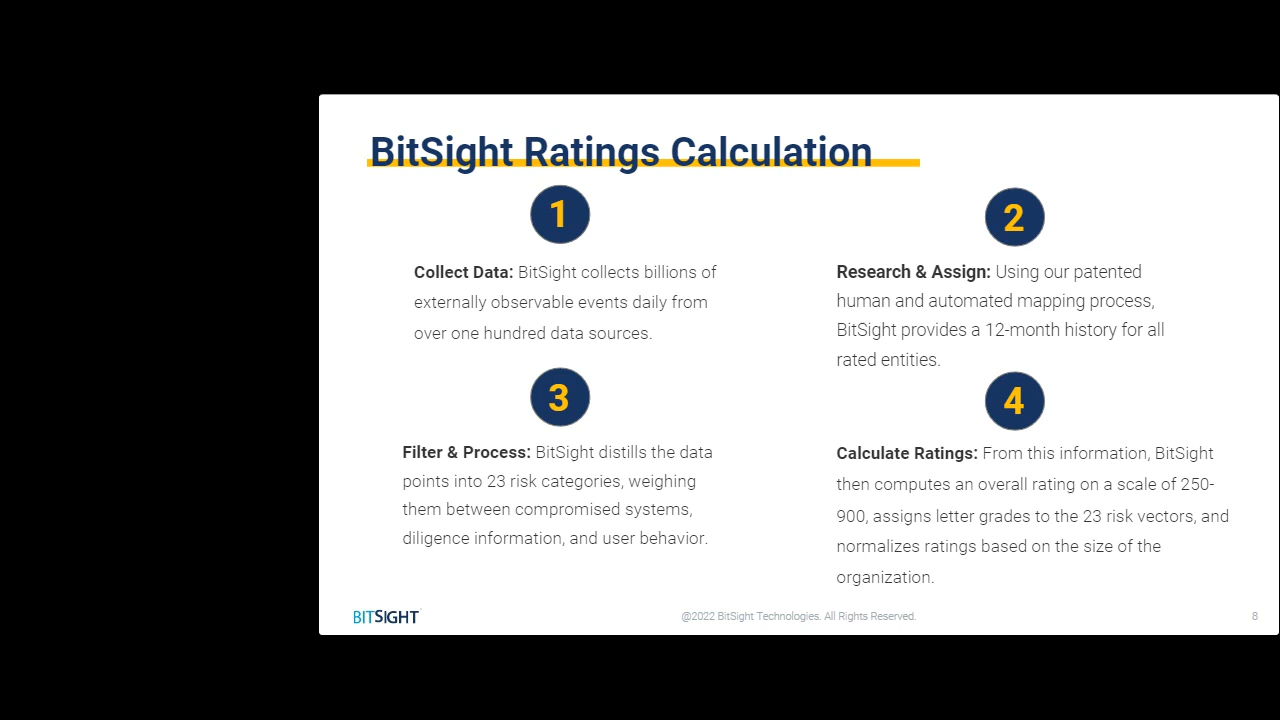 BitSight Ratings Calculation
1
Collect Data: BitSight collects billions of
externally observable events daily from
over one hundred data sources.
2
Research & Assign: Using our patented
human and automated mapping process,
BitSight provides a 12-month history for all
rated entities.
3
Filter & Process: BitSight distills the data
points into 23 risk categories, weighing
them between compromised systems,
diligence information, and user behavior.
4
Calculate Ratings: From this information, BitSight
then computes an overall rating on a scale of 250-
900, assigns letter grades to the 23 risk vectors, and
normalizes ratings based on the size of the
organization.
BITSIGHT
@2022 BitSight Technologies. All Rights Reserved.
8